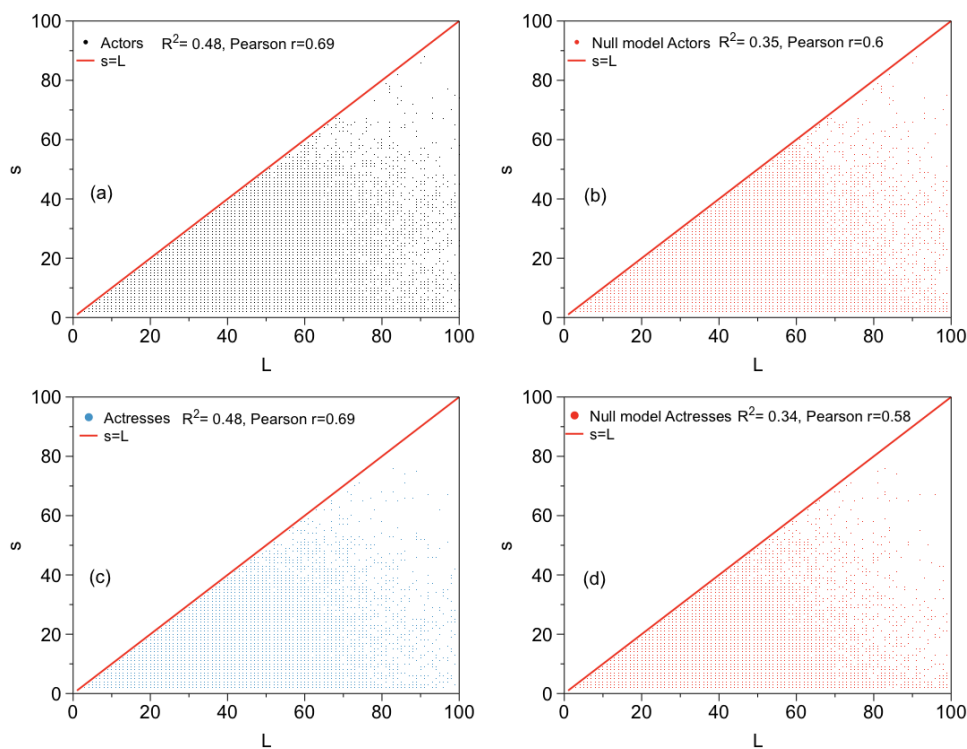 100
80
60
40
20
0
s
Actors R²= 0.48, Pearson r=0.69
s=L
(a)
0 20 40 60 80 100
L
100
80
60
40
20
0
s
Null model Actors R²= 0.35, Pearson r=0.6
s=L
(b)
0 20 40 60 80 100
L
100
80
60
40
20
0
s
Actresses R²= 0.48, Pearson r=0.69
s=L
(c)
0 20 40 60 80 100
L
100
80
60
40
20
0
s
Null model Actresses R²= 0.34, Pearson r=0.58
s=L
(d)
0 20 40 60 80 100
L